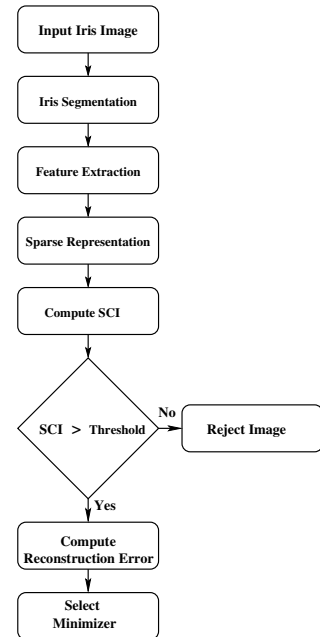 Input Iris Image
Iris Segmentation
Feature Extraction
Sparse Representation
Compute SCI
SCI > Threshold
No
Reject Image
Yes
Compute
Reconstruction Error
Select
Minimizer